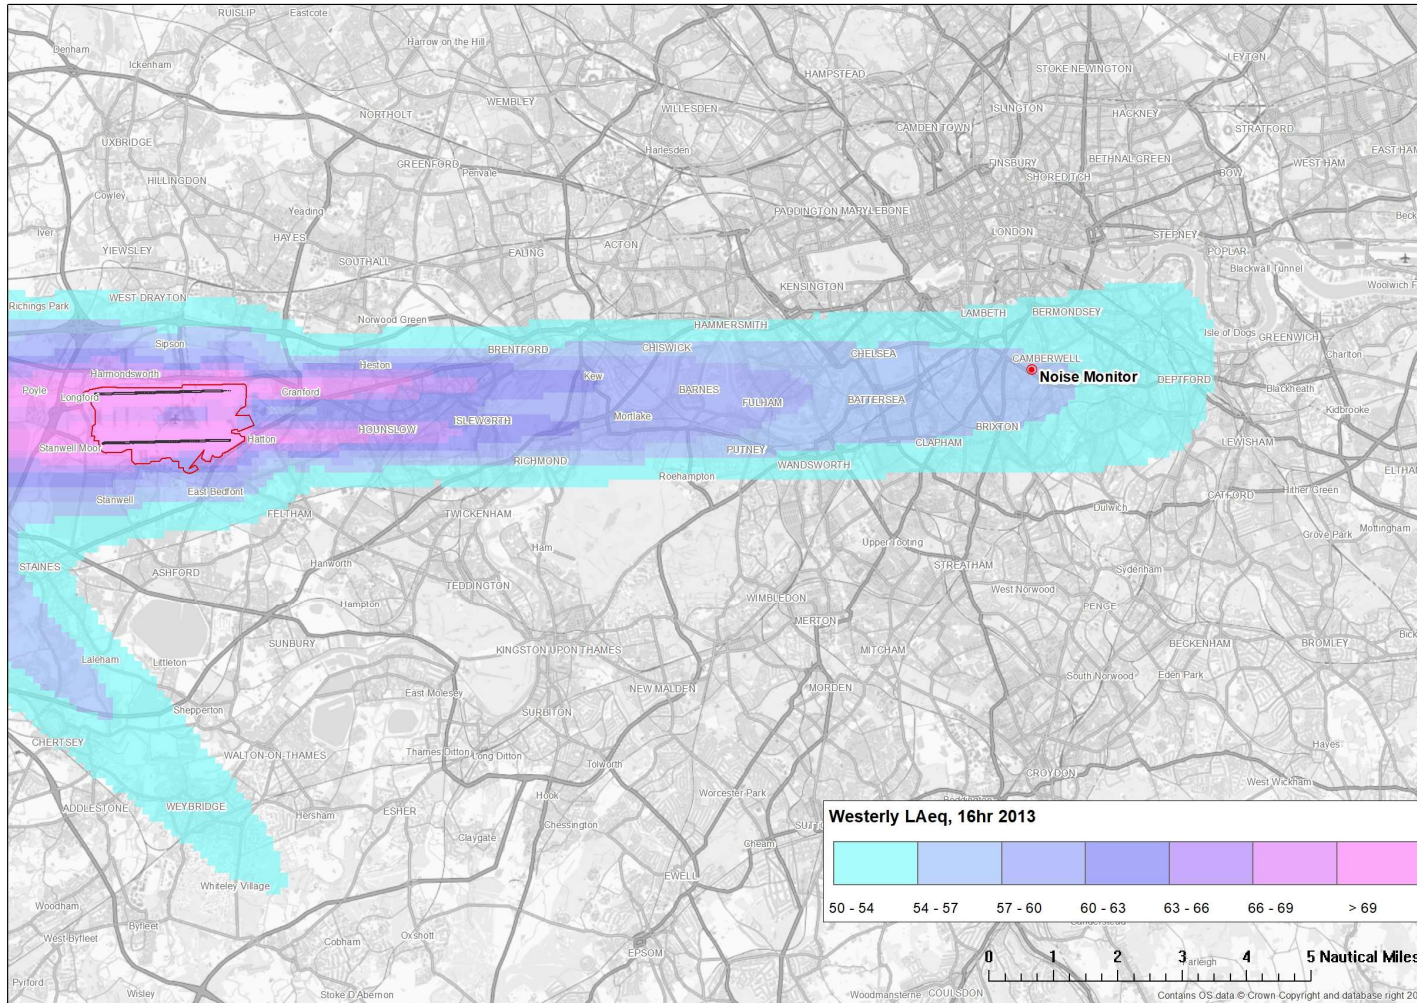 RUISLIP
Eastcote
Harrow on the Hill
Denham
Ickenham
LEYTON
HAMPSTEAD
STOKE NEWINGTON
WEMBLEY
WILLESDEN
ISLINGTON
HACKNEY
NORTHOLT
UXBRIDGE
CAMDEN TOWN
STRATFORD
Harlesden
FINSBURY
BETHNAL GREEN
WEST HAM
EAST HAM
GREENFORD
Perivale
SHOREDITCH
BOW
HILLINGDON
Cowley
Yeading
PADDINGTON
MARYLEBONE
Iver
HAYES
ACTON
LONDON
STEPNEY
YIEWSLEY
EALING
POPLAR
SOUTHALL
Blackwall Tunnel
KENSINGTON
Woolwich F
Richings Park
WEST DRAYTON
Norwood Green
HAMMERSMITH
LAMBETH
BERMONDSEY
Isle of Dogs
GREENWICH
Sipson
BRENTFORD
CHISWICK
CHELSEA
CAMBERWELL
Charlton
Harmondsworth
Heston
Kew
Noise Monitor
DEPTFORD
Poyle
Longford
Cranford
BARNES
FULHAM
BATTERSEA
Blackheath
Mortlake
Kidbrooke
HOUNSLOW
ISLEWORTH
BRIXTON
Stanwell Moor
Hatton
PUTNEY
CLAPHAM
LEWISHAM
RICHMOND
WANDSWORTH
Roehampton
ELTH
Stanwell
East Bedfont
CATFORD
Hither Green
FELTHAM
TWICKENHAM
Dulwich
Mottingham
Grove Park
Ham
Upper Tooting
STAINES
ASHFORD
Hanworth
STREATHAM
Sydenham
TEDDINGTON
West Norwood
Hampton
WIMBLEDON
PENGE
MERTON
SUNBURY
KINGSTON UPON THAMES
MITCHAM
BECKENHAM
BROMLEY
Bick
Laleham
Littleton
South Norwood
Eden Park
East Molesey
NEW MALDEN
MORDEN
Shepperton
SURBITON
CHERTSEY
WALTON-ON-THAMES
Thames Ditton
Long Ditton
Hayes
Tolworth
CROYDON
West Wickham
ADDLESTONE
WEYBRIDGE
Hersham
ESHER
Hook
Worcester Park
Chessington
Claygate
Cheam
EWELL
Whiteley Village
Woodham
Byfleet
West Byfleet
Cobham
Oxshott
EPSOM
Pyrford
Wisley
Stoke D'Abernon
Woodmansterne
COULSDON
Westerly LAeq, 16hr 2013
50 - 54 54 - 57 57 - 60 60 - 63 63 - 66 66 - 69 > 69
0 1 2 3 4 5 Nautical Miles
Contains OS data © Crown Copyright and database right 20